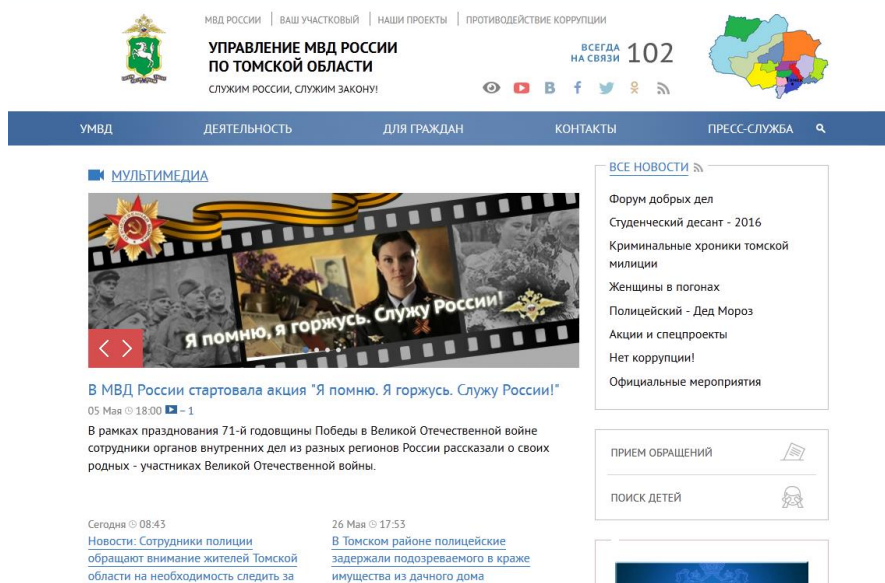 МВД РОССИИ
ВАШ УЧАСТКОВЫЙ
НАШИ ПРОЕКТЫ
ПРОТИВОДЕЙСТВИЕ КОРРУПЦИИ
УПРАВЛЕНИЕ МВД РОССИИ
ПО ТОМСКОЙ ОБЛАСТИ
СЛУЖИМ РОССИИ, СЛУЖИМ ЗАКОНУ!
ВСЕГДА
НА СВЯЗИ 102
УМВД
ДЕЯТЕЛЬНОСТЬ
ДЛЯ ГРАЖДАН
КОНТАКТЫ
ПРЕСС-СЛУЖБА
МУЛЬТИМЕДИА
Я помню, я горжусь. Служу России!
В МВД России стартовала акция "Я помню. Я горжусь. Служу России!"
05 Мая 18:00 – 1
В рамках празднования 71-й годовщины Победы в Великой Отечественной войне
сотрудники органов внутренних дел из разных регионов России рассказали о своих
родных - участниках Великой Отечественной войны.
Сегодня 08:43
Новости: Сотрудники полиции
обращают внимание жителей Томской
области на необходимость следить за
26 Мая 17:53
В Томском районе полицейские
задержали подозреваемого в краже
имущества из дачного дома
ВСЕ НОВОСТИ
Форум добрых дел
Студенческий десант - 2016
Криминальные хроники томской
милиции
Женщины в погонах
Полицейский - Дед Мороз
Акции и спецпроекты
Нет коррупции!
Официальные мероприятия
ПРИЕМ ОБРАЩЕНИЙ
ПОИСК ДЕТЕЙ